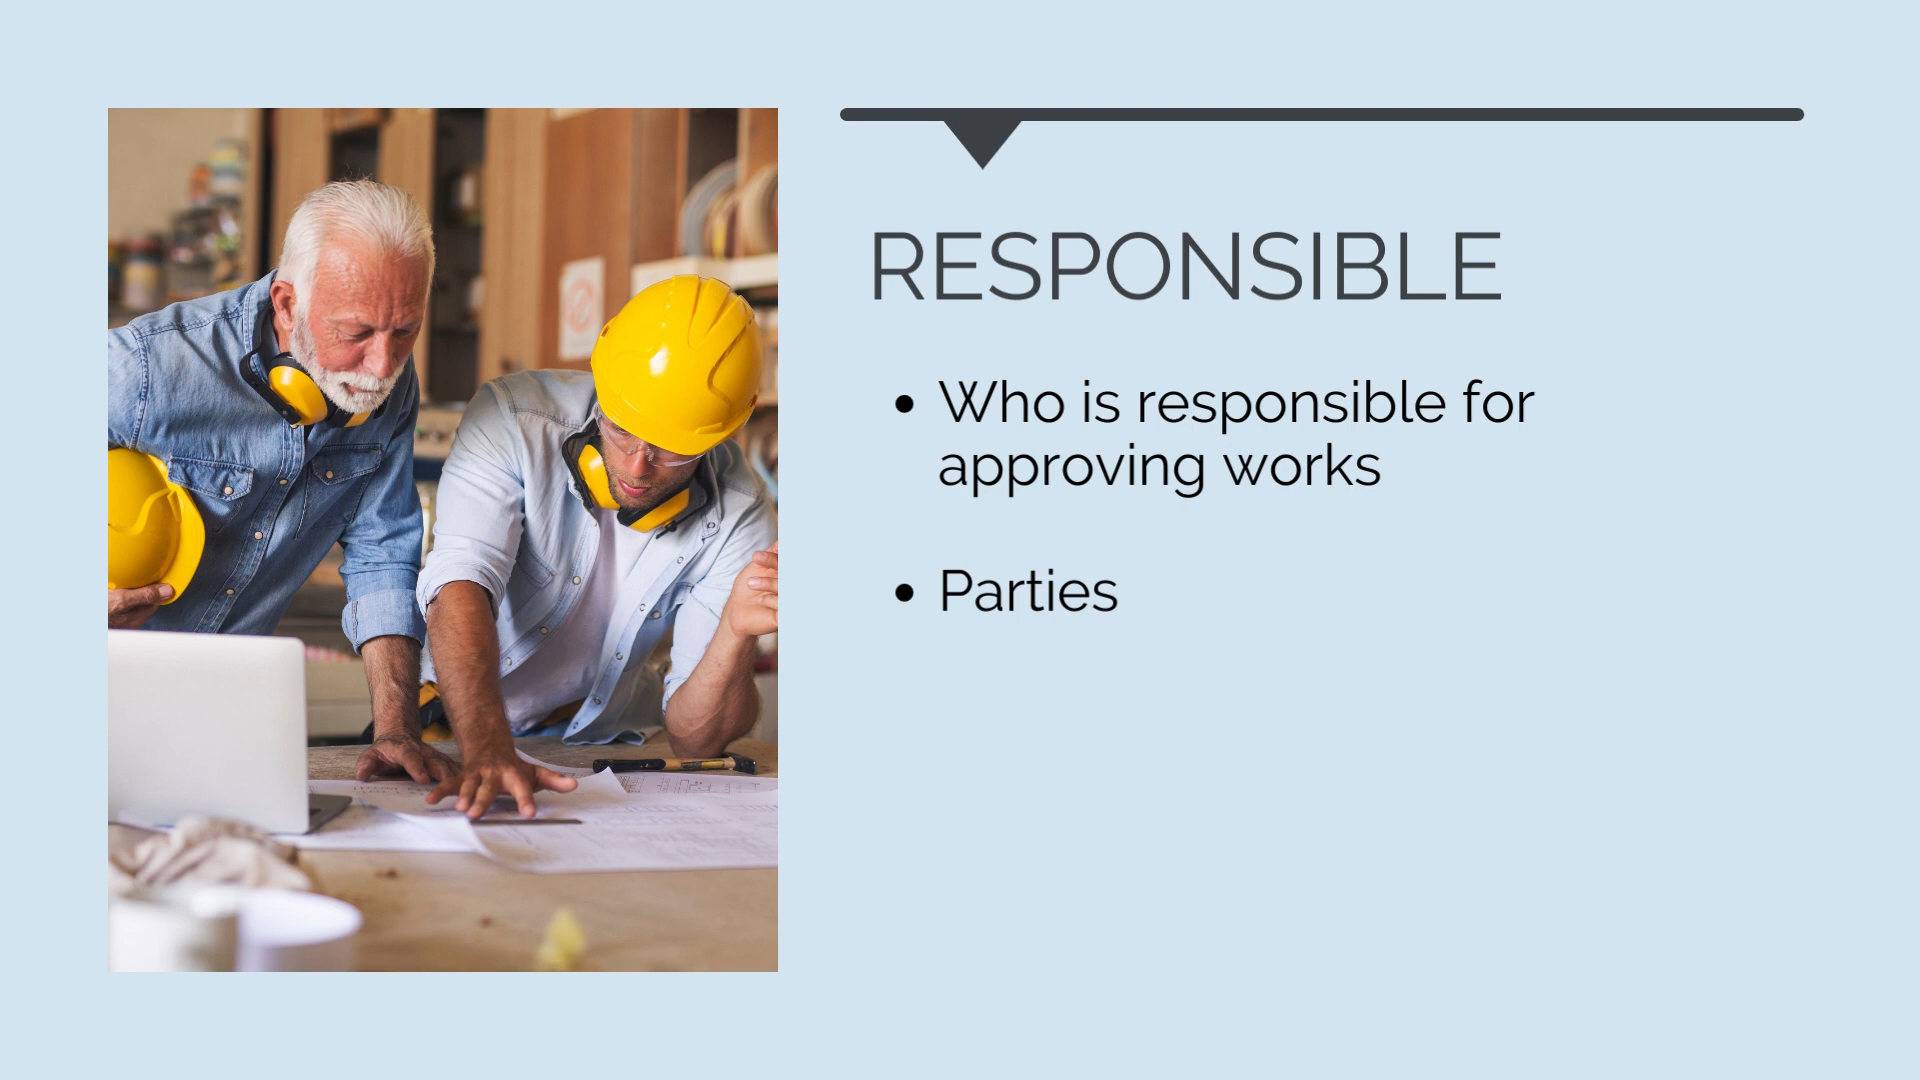 RESPONSIBLE
• Who is responsible for
approving works
• Parties